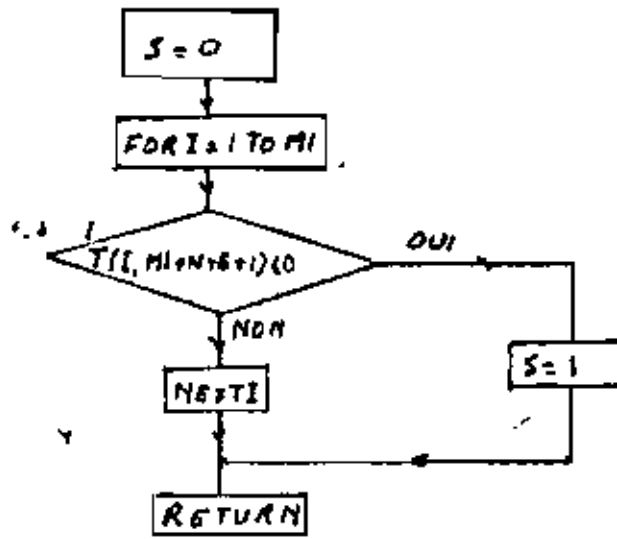 S = 0
FOR I = 1 TO M1
T(I, M1+N+E+1)<0
OUI
NON
S = 1
NEXT I
RETURN